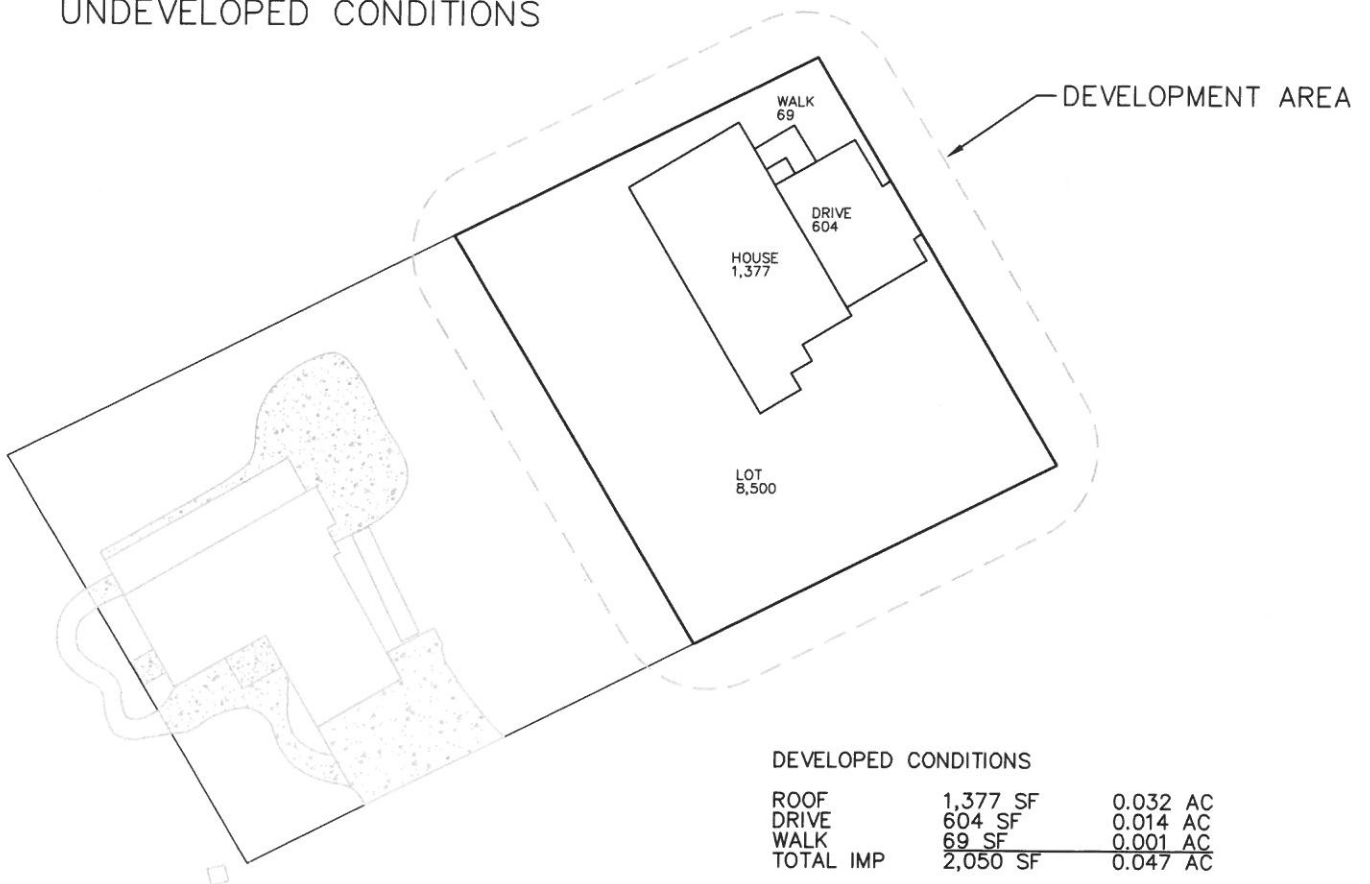 UNDEVELOPED CONDITIONS
DEVELOPMENT AREA
WALK
69
DRIVE
604
HOUSE
1,377
LOT
8,500
DEVELOPED CONDITIONS
ROOF 1,377 SF 0.032 AC
DRIVE 604 SF 0.014 AC
WALK 69 SF 0.001 AC
TOTAL IMP 2,050 SF 0.047 AC